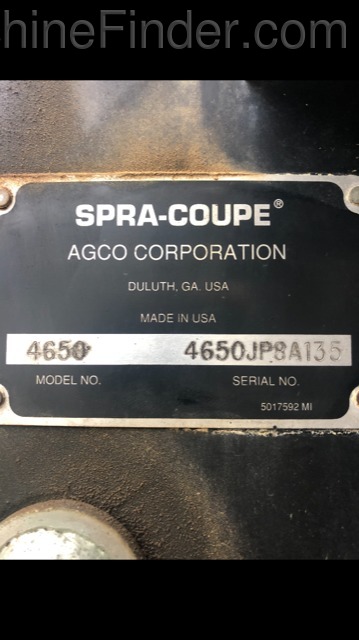 hineFinder.com
SPRA-COUPE®
AGCO CORPORATION
DULUTH, GA. USA
MADE IN USA
4650 4650JP8A135
MODEL NO. SERIAL NO.
5017592 MI